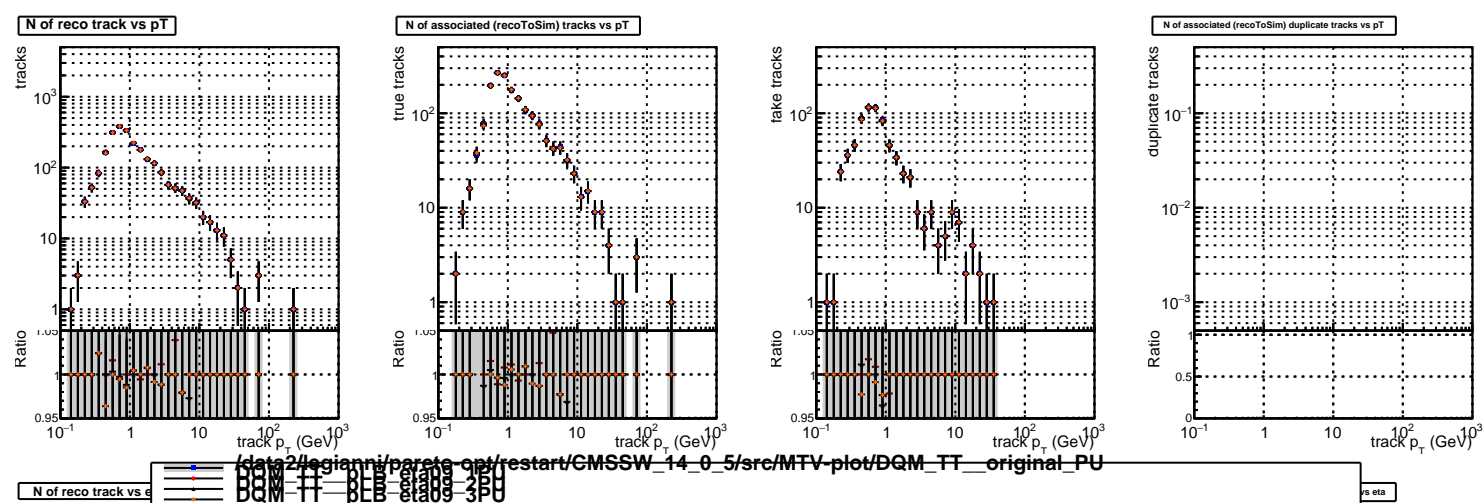 N of reco track vs pT
N of associated (recoToSim) tracks vs pT
N of associated (recoToSim) duplicate tracks vs pT
tracks
10³
10²
10
1
Ratio
1.05
1
0.95
10⁻¹ 1 10 10² 10³
track p_T (GeV)
true tracks
10²
10
1
Ratio
1.05
1
0.95
10⁻¹ 1 10 10² 10³
track p_T (GeV)
fake tracks
10²
10
1
Ratio
1.05
1
0.95
10⁻¹ 1 10 10² 10³
track p_T (GeV)
duplicate tracks
10⁻¹
10⁻²
10⁻³
Ratio
1
0.5
0
10⁻¹ 1 10 10² 10³
track p_T (GeV)
/data2/legianni/pareto-opt/restart/CMSSW_14_0_5/src/MTV-plot/DQM_TT__original_PU
DQM_TT__pLB_eta09_1PU
DQM_TT__pLB_eta09_2PU
DQM_TT__pLB_eta09_3PU
N of reco track vs e
vs eta